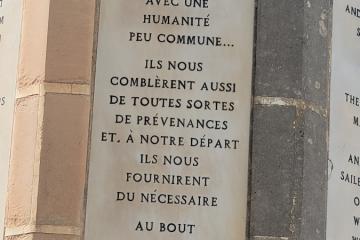 AVEC UNE
HUMANITÉ
PEU COMMUNE...
ILS NOUS
COMBLÈRENT AUSSI
DE TOUTES SORTES
DE PRÉVENANCES
ET, À NOTRE DÉPART
ILS NOUS
FOURNIRENT
DU NÉCESSAIRE
AU BOUT